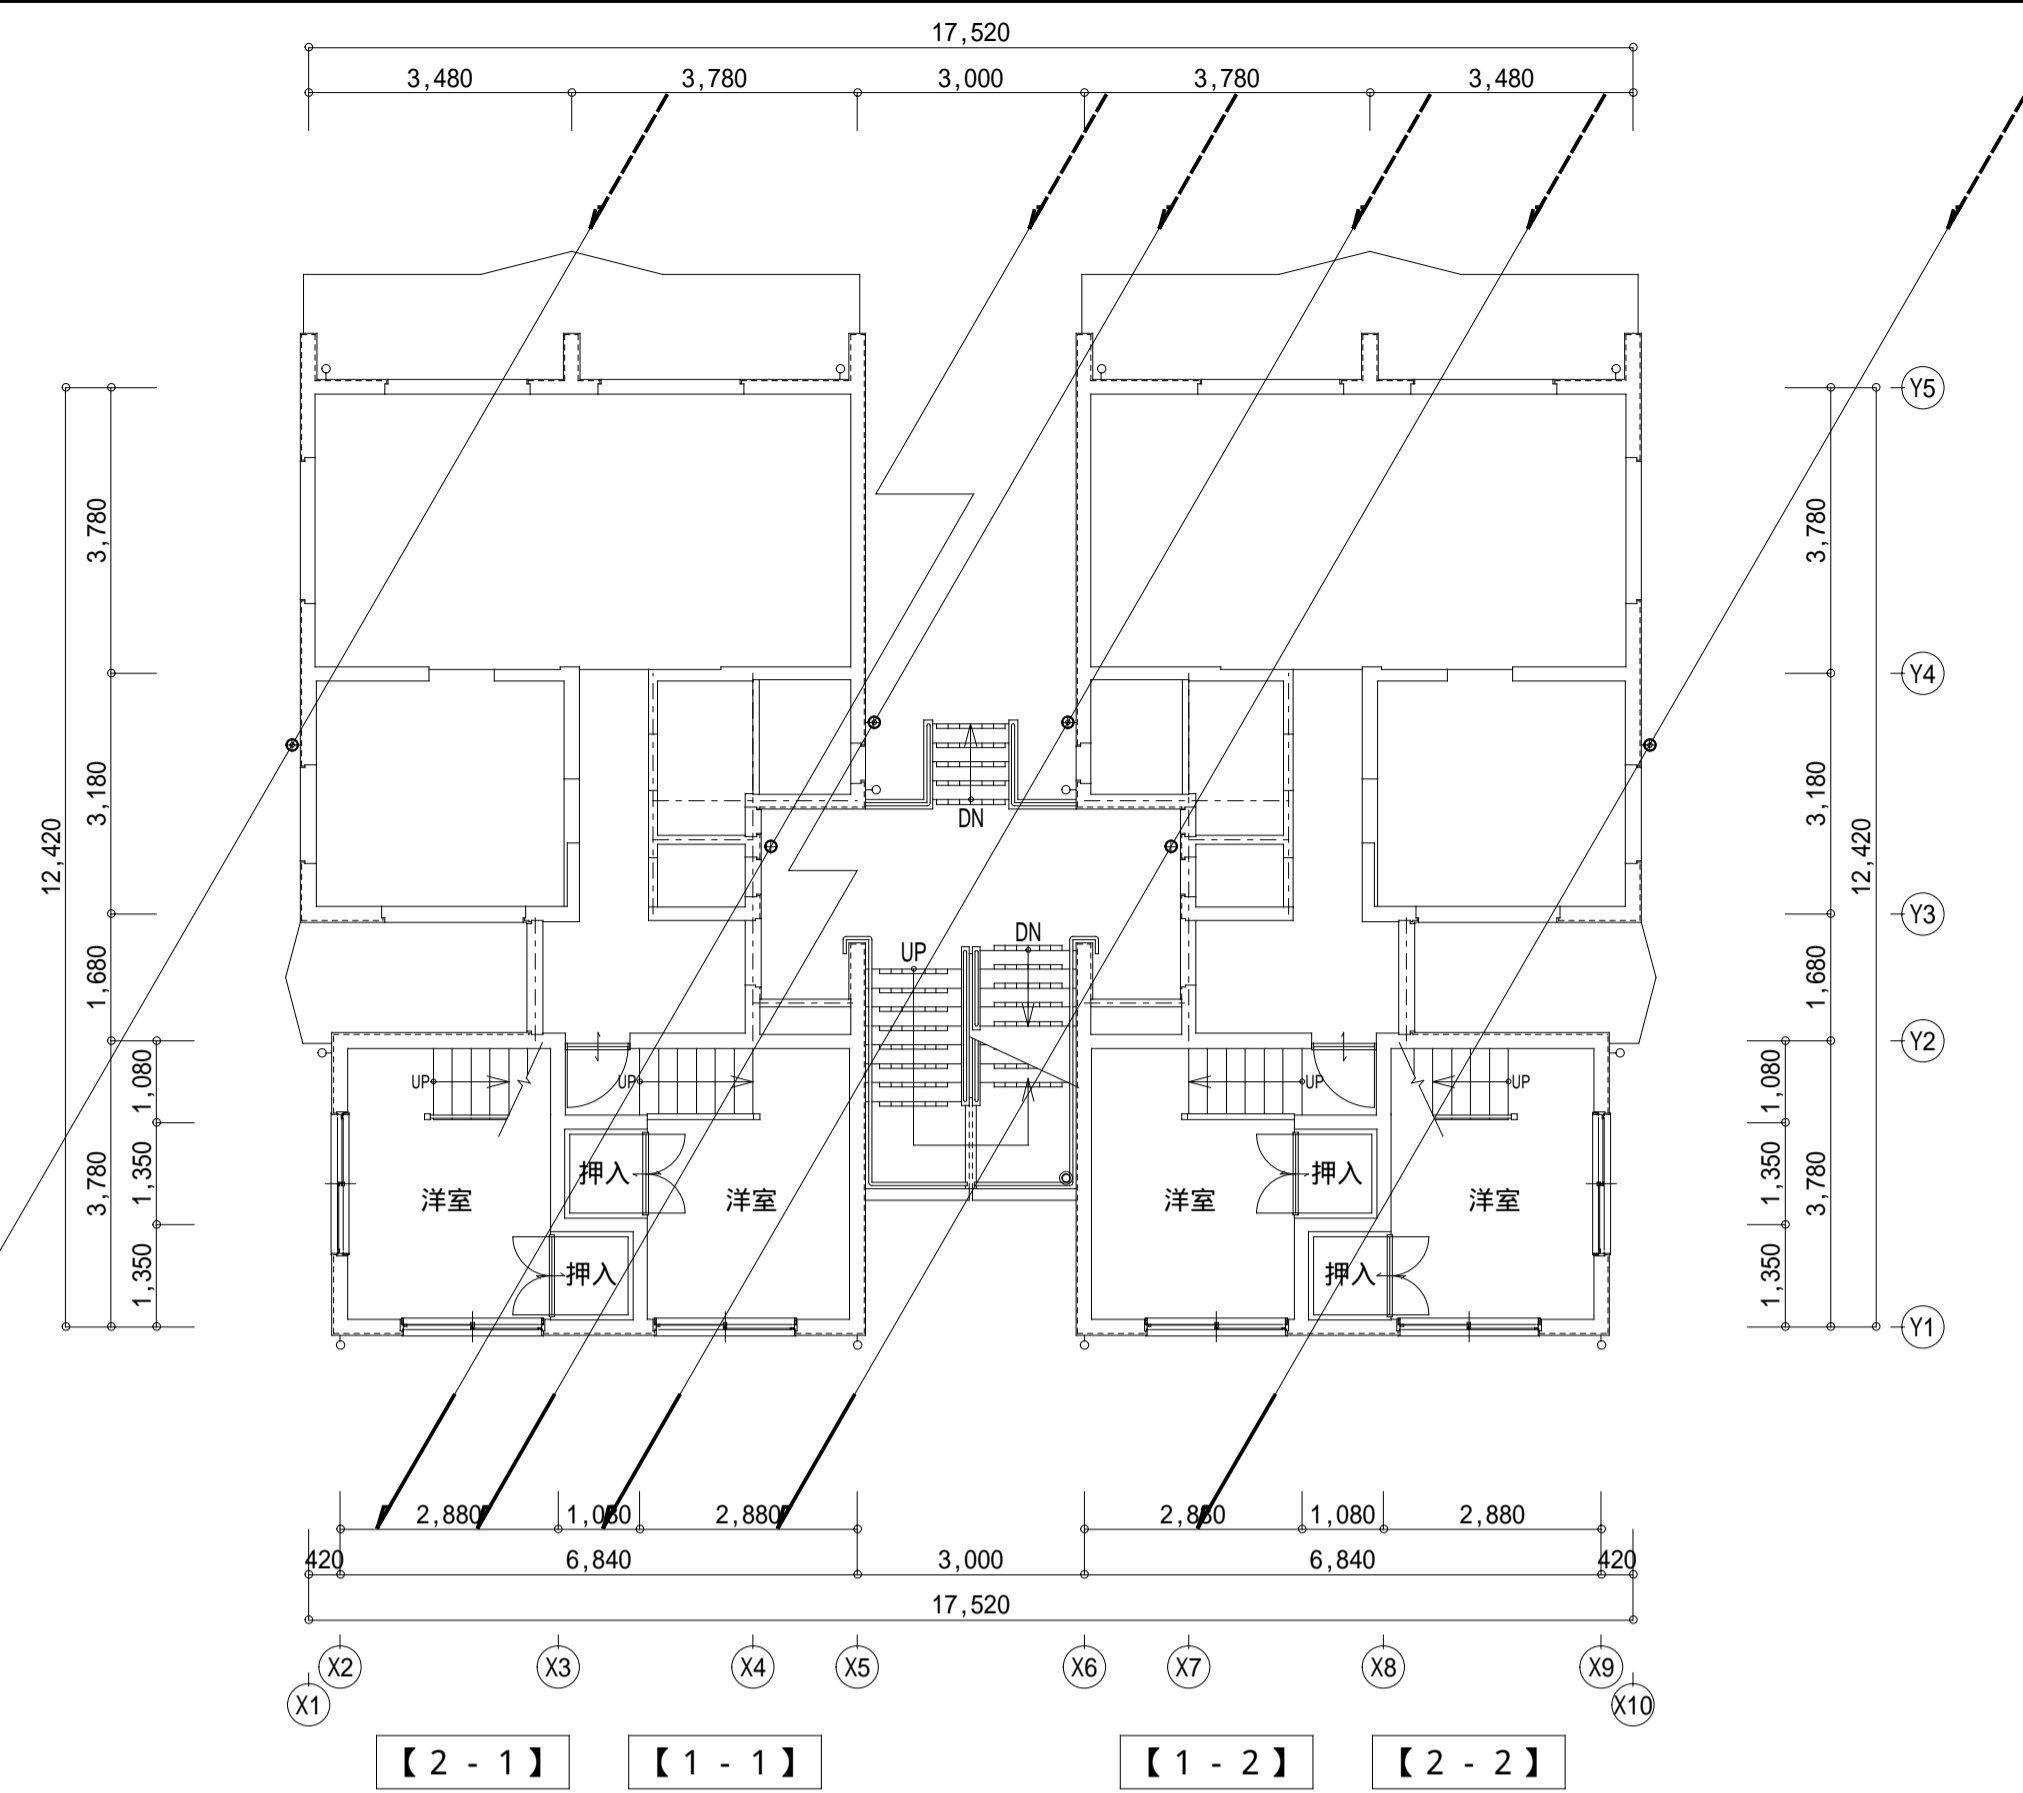 17,520
3,480 3,780 3,000 3,780 3,480
Y5
3,780 3,780
Y4
3,180 3,180
12,420 12,420
DN
Y3
UP DN
1,680 1,680
Y2
1,080 UP UP UP UP 1,080
押入 押入
3,780 1,350 洋室 洋室 洋室 洋室 1,350 3,780
1,350 押入 押入 1,350
Y1
2,880 1,080 2,880 2,880 1,080 2,880
420 6,840 3,000 6,840 420
17,520
X2 X3 X4 X5 X6 X7 X8 X9
X1 X10
【2-1】 【1-1】 【1-2】 【2-2】